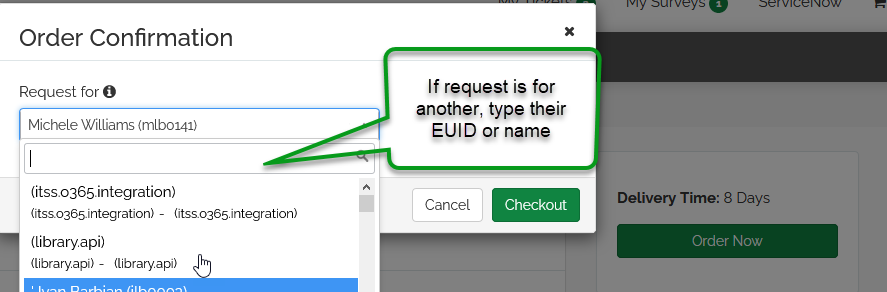 My Tickets
My Surveys 1
ServiceNow
Order Confirmation
Request for
Michele Williams (mlb0141)
If request is for
another, type their
EUID or name
(itss.o365.integration)
(itss.o365.integration) - (itss.o365.integration)
(library.api)
(library.api) - (library.api)
Cancel
Checkout
Delivery Time: 8 Days
Order Now